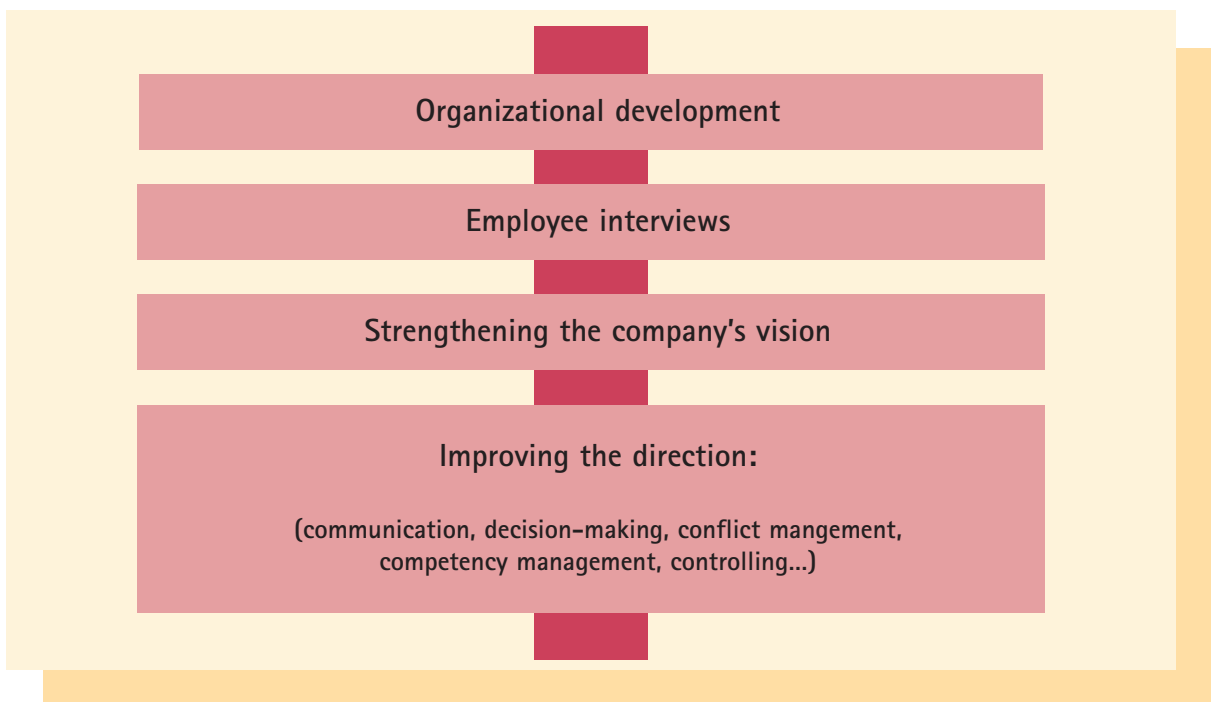 Organizational development
Employee interviews
Strengthening the company's vision
Improving the direction:
(communication, decision-making, conflict mangement,
competency management, controlling...)